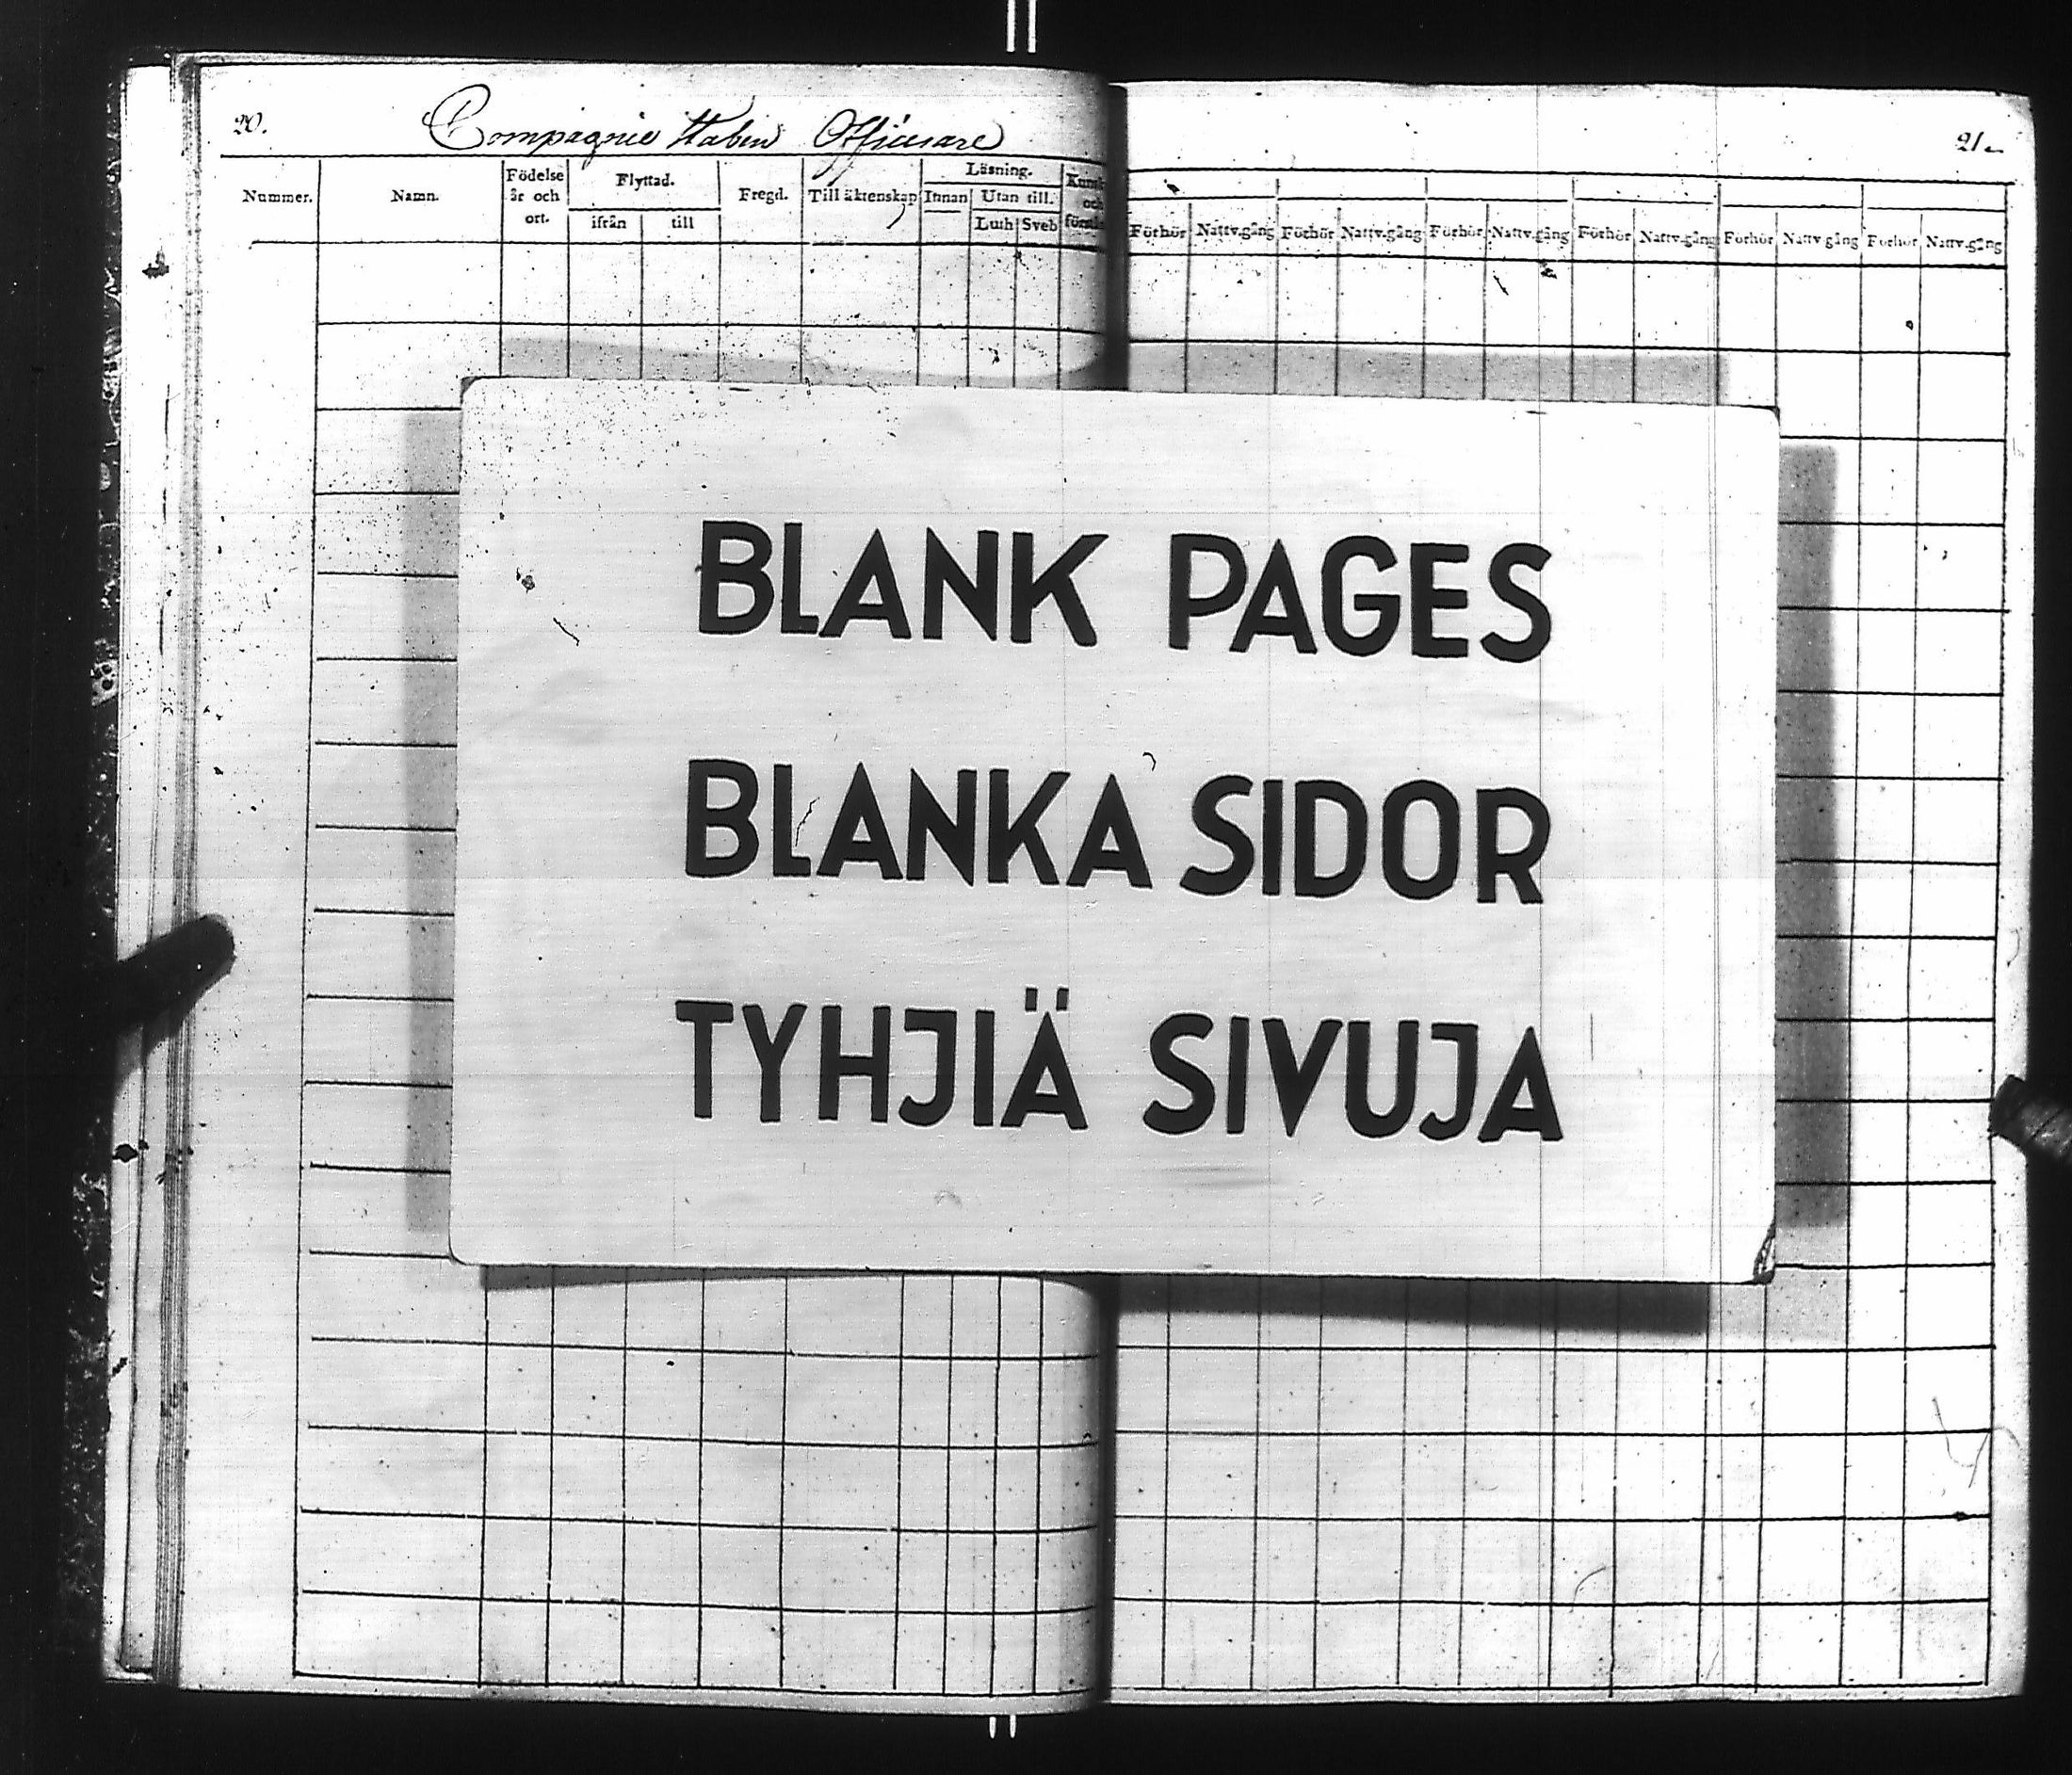 20.
Compagnie Staben Officerare
21
Nummer. Namn. Födelse år och ort. Flyttad. ifrån till Fregd. Till äktenskap Läsning. Innan Utan till. Luth Sveb
Förhör Nattv.gång Förhör Nattv.gång Förhör Nattv.gång Förhör Nattv.gång Förhör Nattv.gång Förhör Nattv.gång
BLANK PAGES
BLANKA SIDOR
TYHJIÄ SIVUJA